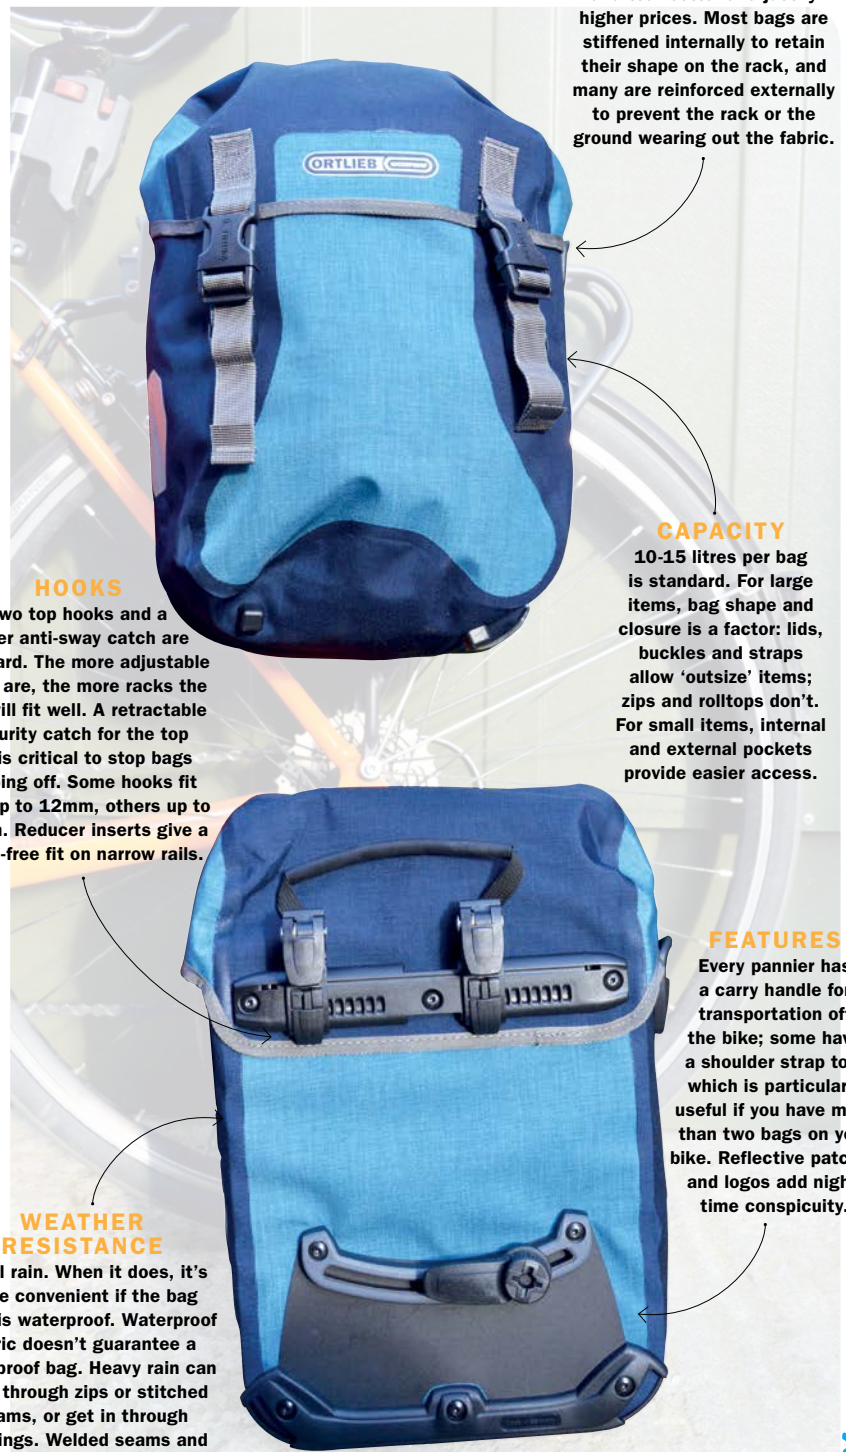 higher prices. Most bags are
stiffened internally to retain
their shape on the rack, and
many are reinforced externally
to prevent the rack or the
ground wearing out the fabric.
ORTLIEB
CAPACITY
10-15 litres per bag
is standard. For large
items, bag shape and
closure is a factor: lids,
buckles and straps
allow ‘outsize’ items;
zips and rolltops don’t.
For small items, internal
and external pockets
provide easier access.
HOOKS
wo top hooks and a
er anti-sway catch are
ard. The more adjustable
are, the more racks the
ill fit well. A retractable
urity catch for the top
is critical to stop bags
ing off. Some hooks fit
p to 12mm, others up to
. Reducer inserts give a
-free fit on narrow rails.
FEATURES
Every pannier has
a carry handle for
transportation of
the bike; some hav
a shoulder strap to
which is particular
useful if you have m
than two bags on y
bike. Reflective patc
and logos add nigh
time conspicuity.
WEATHER
RESISTANCE
l rain. When it does, it’s
e convenient if the bag
is waterproof. Waterproof
ric doesn’t guarantee a
proof bag. Heavy rain can
through zips or stitched
ams, or get in through
ings. Welded seams and